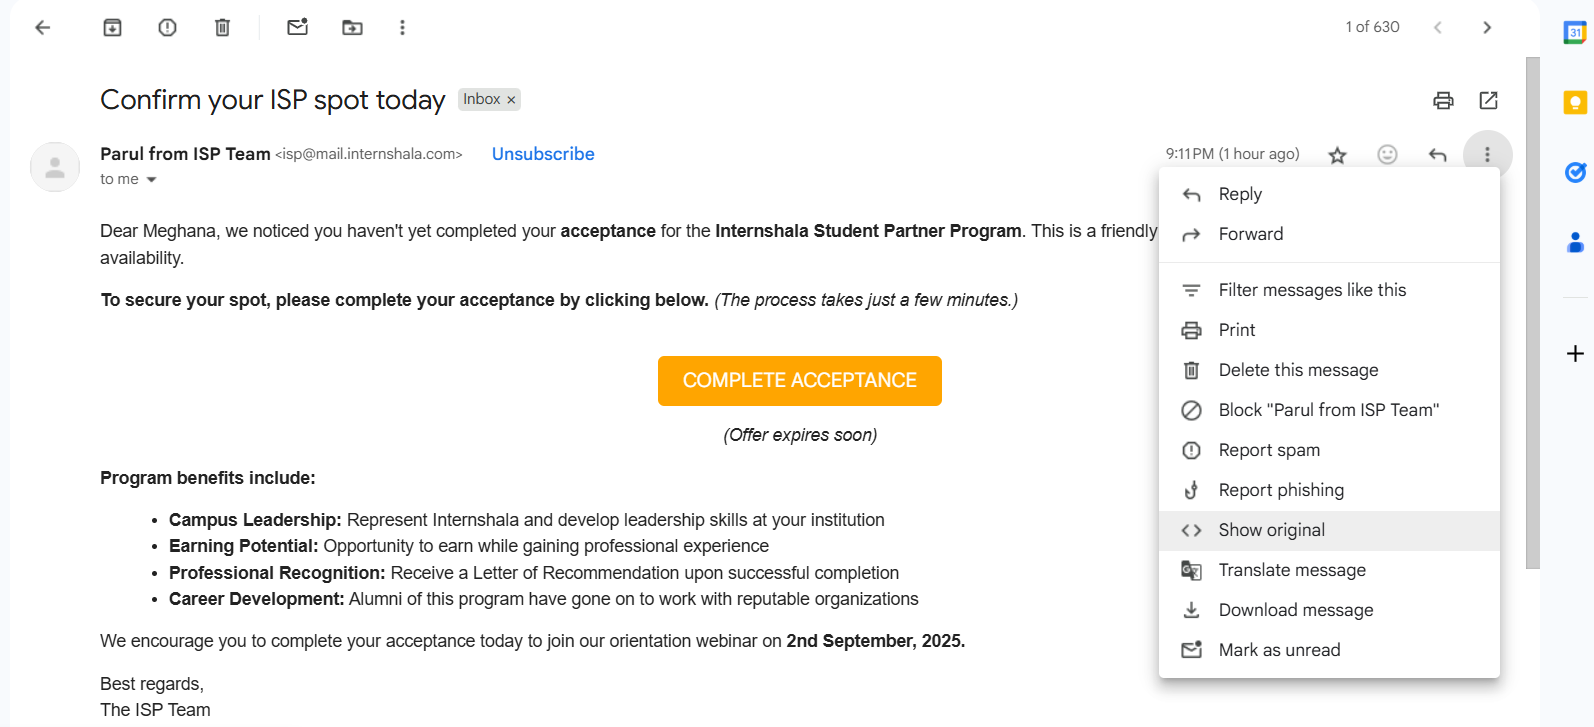 1 of 630
31
Confirm your ISP spot today Inbox ×
Parul from ISP Team <isp@mail.internshala.com> Unsubscribe 9:11 PM (1 hour ago)
to me
Dear Meghana, we noticed you haven't yet completed your acceptance for the Internshala Student Partner Program. This is a friendly
availability.
To secure your spot, please complete your acceptance by clicking below. (The process takes just a few minutes.)
COMPLETE ACCEPTANCE
(Offer expires soon)
Program benefits include:
• Campus Leadership: Represent Internshala and develop leadership skills at your institution
• Earning Potential: Opportunity to earn while gaining professional experience
• Professional Recognition: Receive a Letter of Recommendation upon successful completion
• Career Development: Alumni of this program have gone on to work with reputable organizations
We encourage you to complete your acceptance today to join our orientation webinar on 2nd September, 2025.
Best regards,
The ISP Team
Reply
Forward
Filter messages like this
Print
Delete this message
Block "Parul from ISP Team"
Report spam
Report phishing
Show original
Translate message
Download message
Mark as unread